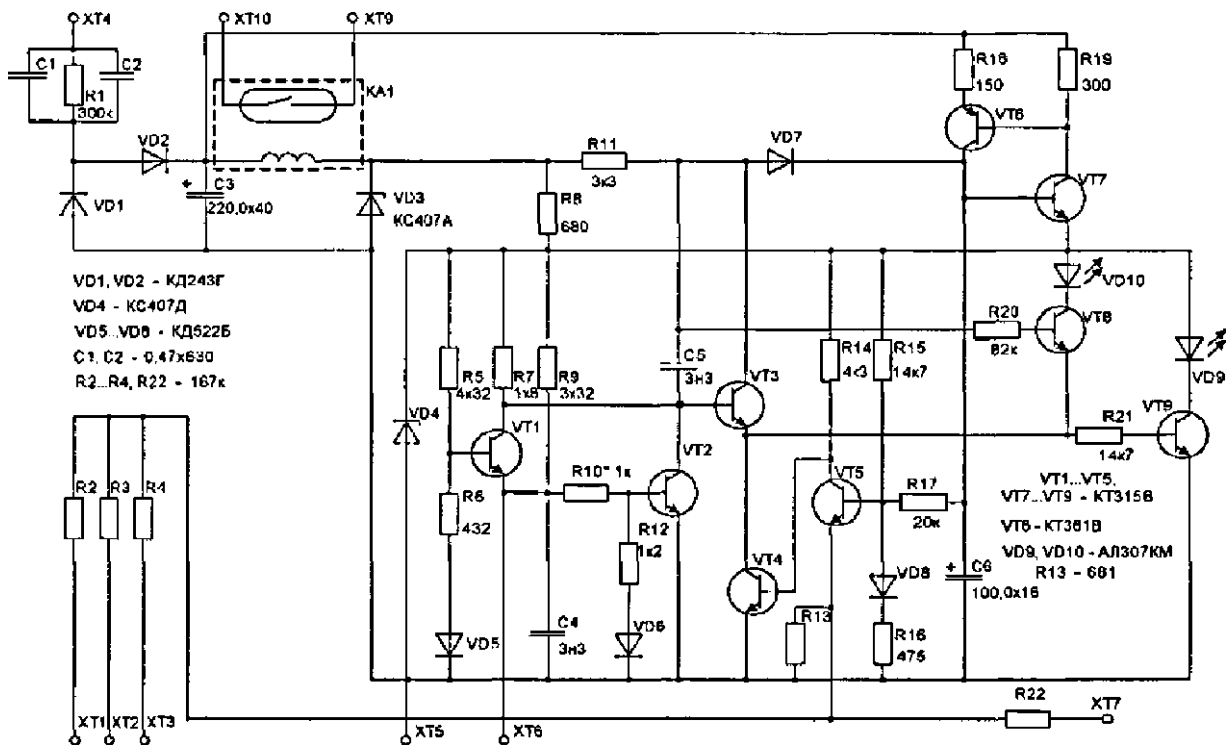 XT4
XT10
XT9
C1
C2
R1
300к
KA1
VD2
C3
220,0x40
VD1
VD3
КС407А
R11
3к3
R8
680
VD7
R18
150
R19
300
VT6
VT7
VD1, VD2 - КД243Г
VD4 - КС407Д
VD5...VD8 - КД522Б
C1, C2 - 0,47x630
R2...R4, R22 - 167к
VD10
R20
82к
VT8
VD9
R5
4к32
R7
1к6
R9
3к32
C5
3н3
VT3
R14
4к3
R15
14к7
VD4
VT1
VT2
R21
14к7
VT9
R2
R3
R4
R6
432
R10* 1к
R12
1к2
VT5
R17
20к
VT1...VT5,
VT7...VT9 - КТ315В
VT6 - КТ361В
VD9, VD10 - АЛ307КМ
R13 - 681
VT4
VD8
C6
100,0x16
VD5
C4
3н3
VD6
R13
R16
475
R22
XT7
XT1
XT2
XT3
XT5
XT6